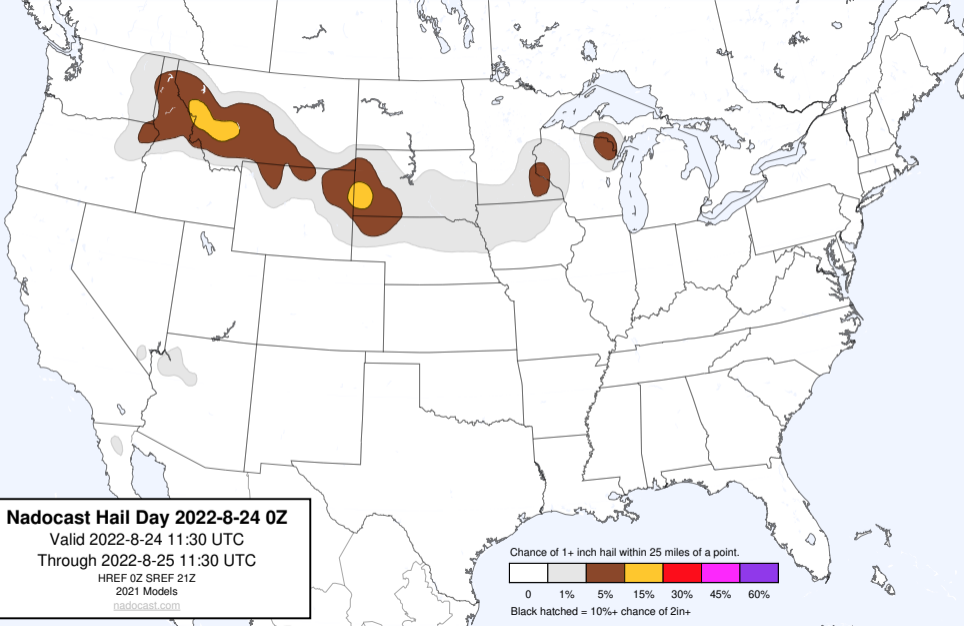 Nadocast Hail Day 2022-8-24 0Z
Valid 2022-8-24 11:30 UTC
Through 2022-8-25 11:30 UTC
HREF 0Z SREF 21Z
2021 Models
nadocast.com
Chance of 1+ inch hail within 25 miles of a point.
0 1% 5% 15% 30% 45% 60%
Black hatched = 10%+ chance of 2in+